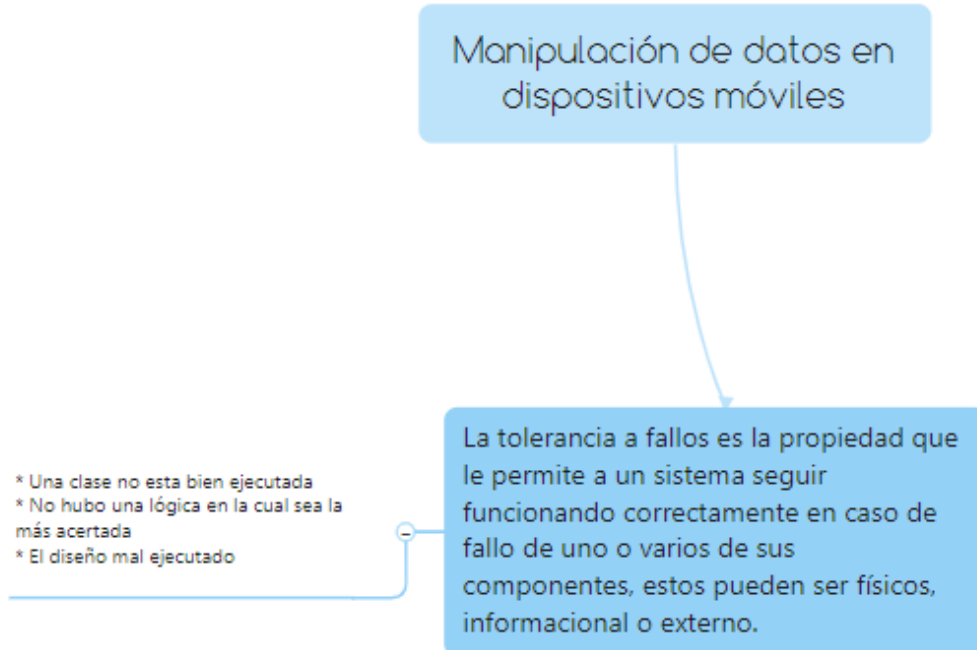 Manipulación de datos en
dispositivos móviles
La tolerancia a fallos es la propiedad que
le permite a un sistema seguir
funcionando correctamente en caso de
fallo de uno o varios de sus
componentes, estos pueden ser físicos,
informacional o externo.
* Una clase no esta bien ejecutada
* No hubo una lógica en la cual sea la
más acertada
* El diseño mal ejecutado